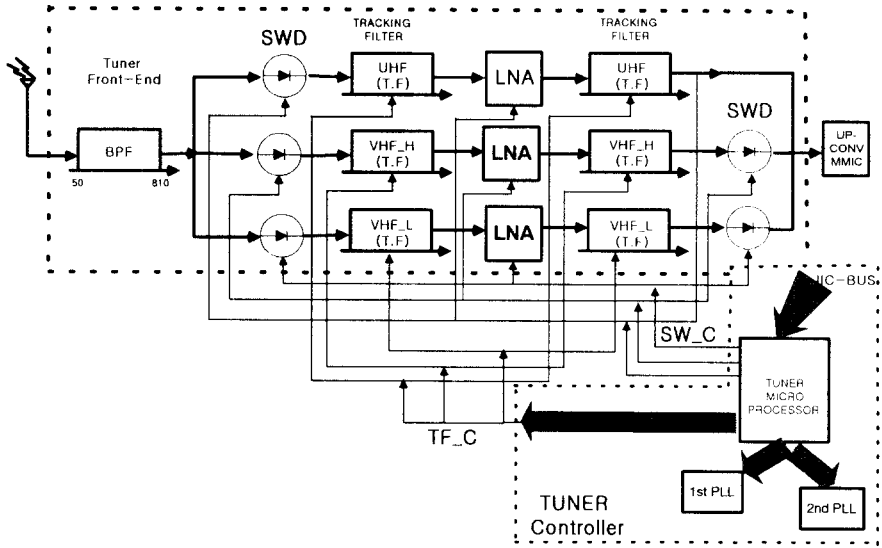 TRACKING
FILTER
TRACKING
FILTER
Tuner
Front-End
SWD
UHF
(T.F)
LNA
UHF
(T.F)
SWD
BPF
50
810
VHF_H
(T.F)
LNA
VHF_H
(T.F)
UP-
CONV
MMIC
VHF_L
(T.F)
LNA
VHF_L
(T.F)
IIC-BUS
SW_C
TUNER
MICRO
PROCESSOR
TF_C
1st PLL
2nd PLL
TUNER
Controller